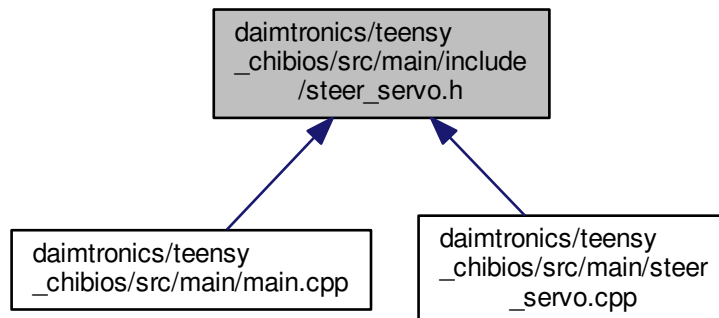 daimtronics/teensy
_chibios/src/main/include
/steer_servo.h
daimtronics/teensy
_chibios/src/main/main.cpp
daimtronics/teensy
_chibios/src/main/steer
_servo.cpp